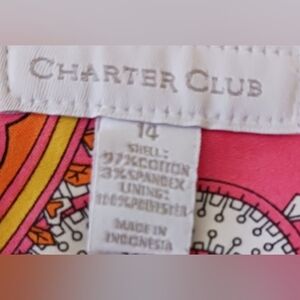 CHARTER CLUB
14
SHELL:
97% COTTON
3% SPANDEX
LINING:
100% POLYESTER
MADE IN
INDONESIA